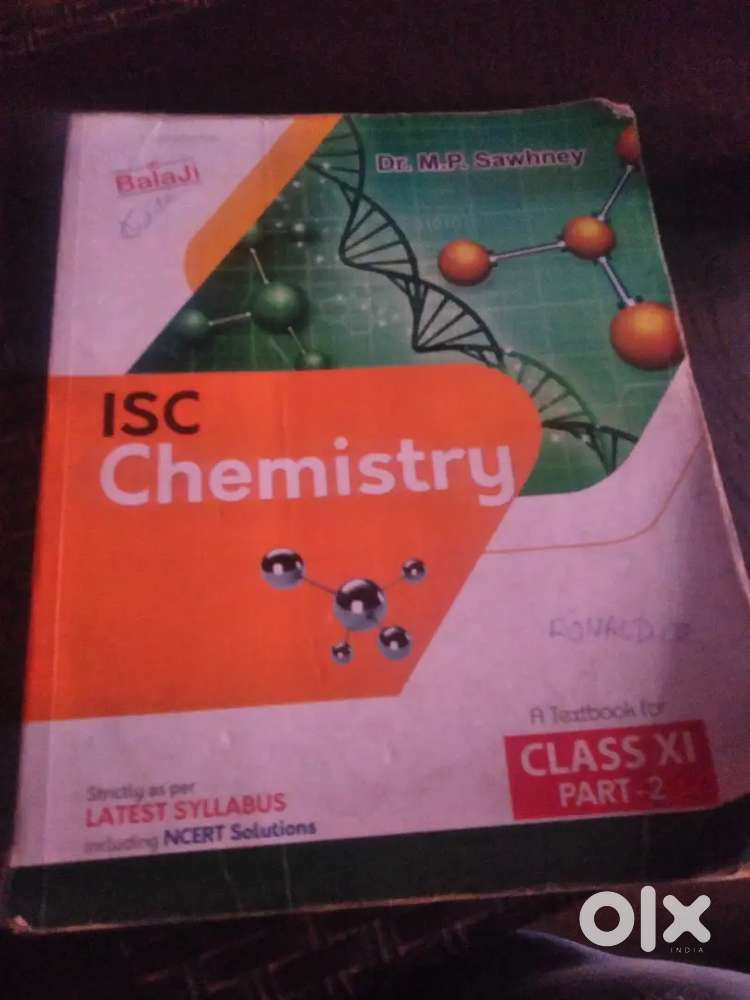 BalaJi
Dr. M.P. Sawhney
ISC
Chemistry
A Textbook for
CLASS XI
PART-2
Strictly as per
LATEST SYLLABUS
including NCERT Solutions
olx
INDIA